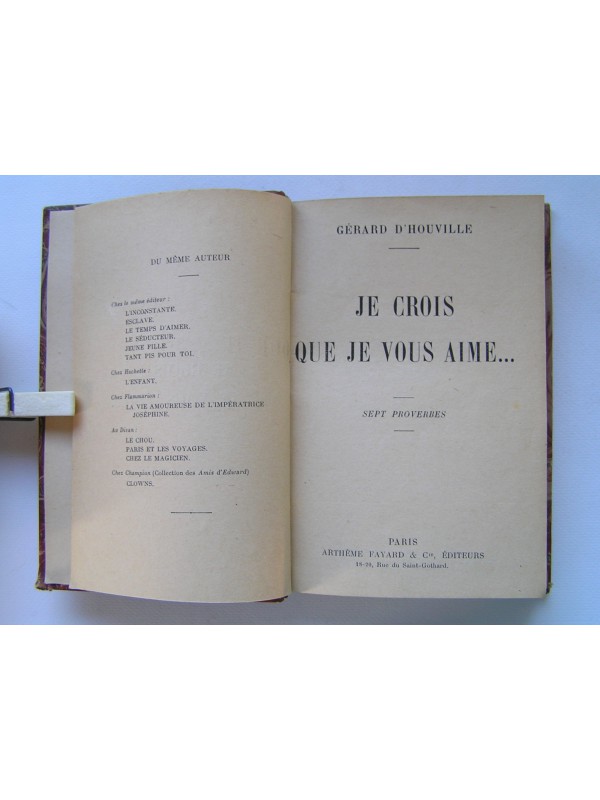 DU MÊME AUTEUR
Chez le même éditeur :
L'INCONSTANTE.
ESCLAVE.
LE TEMPS D'AIMER.
LE SÉDUCTEUR.
JEUNE FILLE.
TANT PIS POUR TOI.
Chez Hachette :
L'ENFANT.
Chez Flammarion :
LA VIE AMOUREUSE DE L'IMPÉRATRICE
JOSÉPHINE.
Au Divan :
LE CHOU.
PARIS ET LES VOYAGES.
CHEZ LE MAGICIEN.
Chez Champion (Collection des Amis d'Edward)
CLOWNS.
GÉRARD D'HOUVILLE
JE CROIS
QUE JE VOUS AIME...
SEPT PROVERBES
PARIS
ARTHÈME FAYARD & Cie, ÉDITEURS
18-20, Rue du Saint-Gothard.